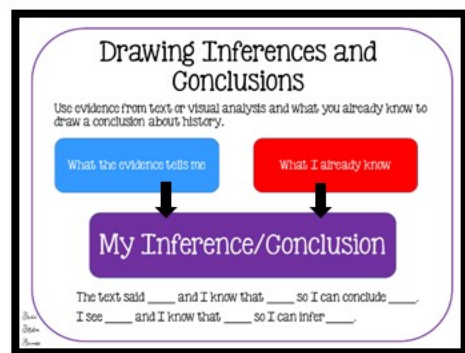 Drawing Inferences and
Conclusions
Use evidence from text or visual analysis and what you already know to
draw a conclusion about history.
What the evidence tells me
What I already know
My Inference/Conclusion
The text said ____ and I know that ____ so I can conclude ____.
I see ____ and I know that ____ so I can infer____.